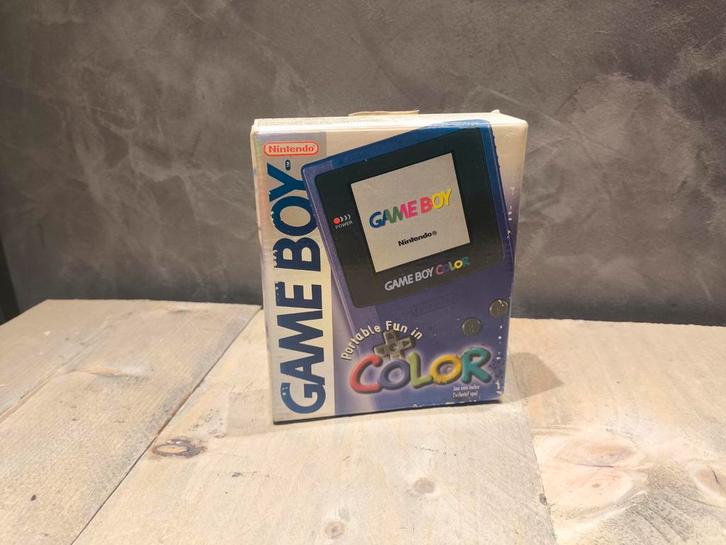 Nintendo
GAME BOY
POWER
GAME BOY
Nintendo®
GAME BOY COLOR
Portable Fun in
COLOR